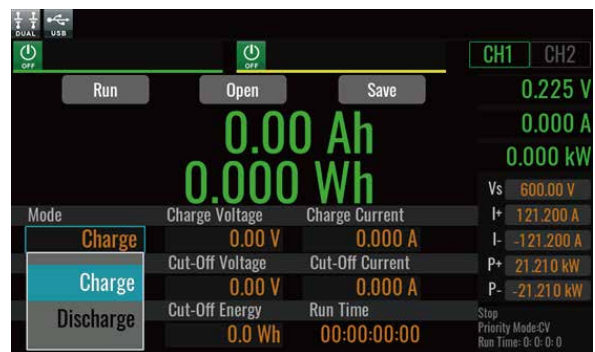 DUAL USB
OFF OFF CH1 CH2
Run Open Save 0.225 V
0.00 Ah 0.000 A
0.000 Wh 0.000 kW
Vs 600.00 V
Mode Charge Voltage Charge Current I+ 121.200 A
Charge 0.00 V 0.000 A I- -121.200 A
Cut-Off Voltage Cut-Off Current P+ 21.210 kW
Charge 0.00 V 0.000 A P- -21.210 kW
Discharge Cut-Off Energy Run Time Stop
0.0 Wh 00:00:00:00 Priority Mode:CV
Run Time: 0: 0: 0: 0